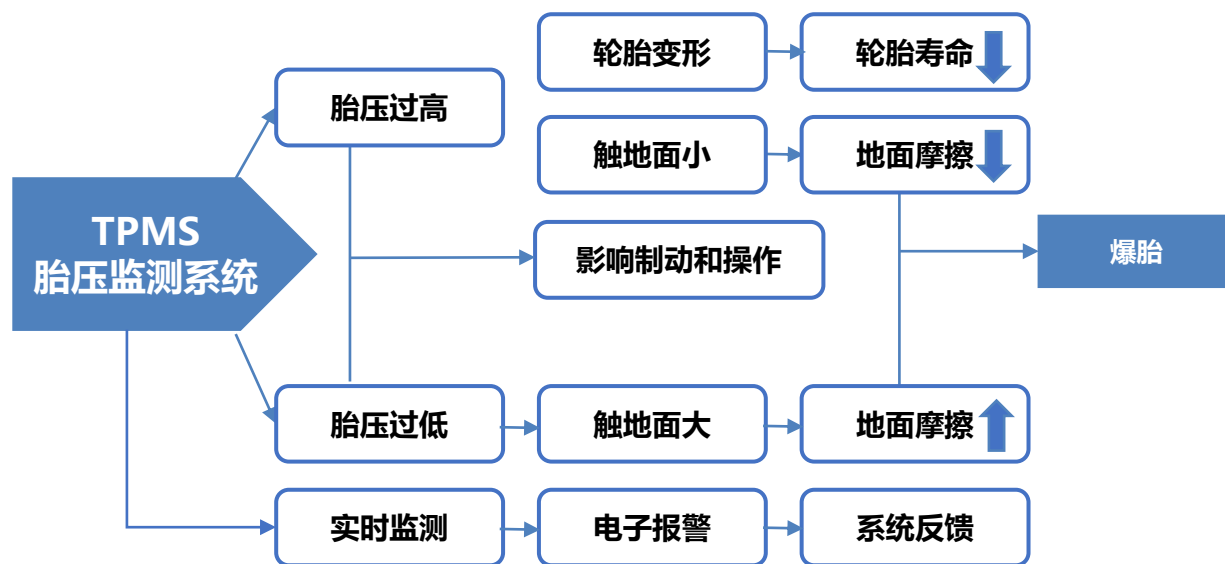 轮胎变形
轮胎寿命
胎压过高
触地面小
地面摩擦
TPMS
胎压监测系统
影响制动和操作
爆胎
胎压过低
触地面大
地面摩擦
实时监测
电子报警
系统反馈